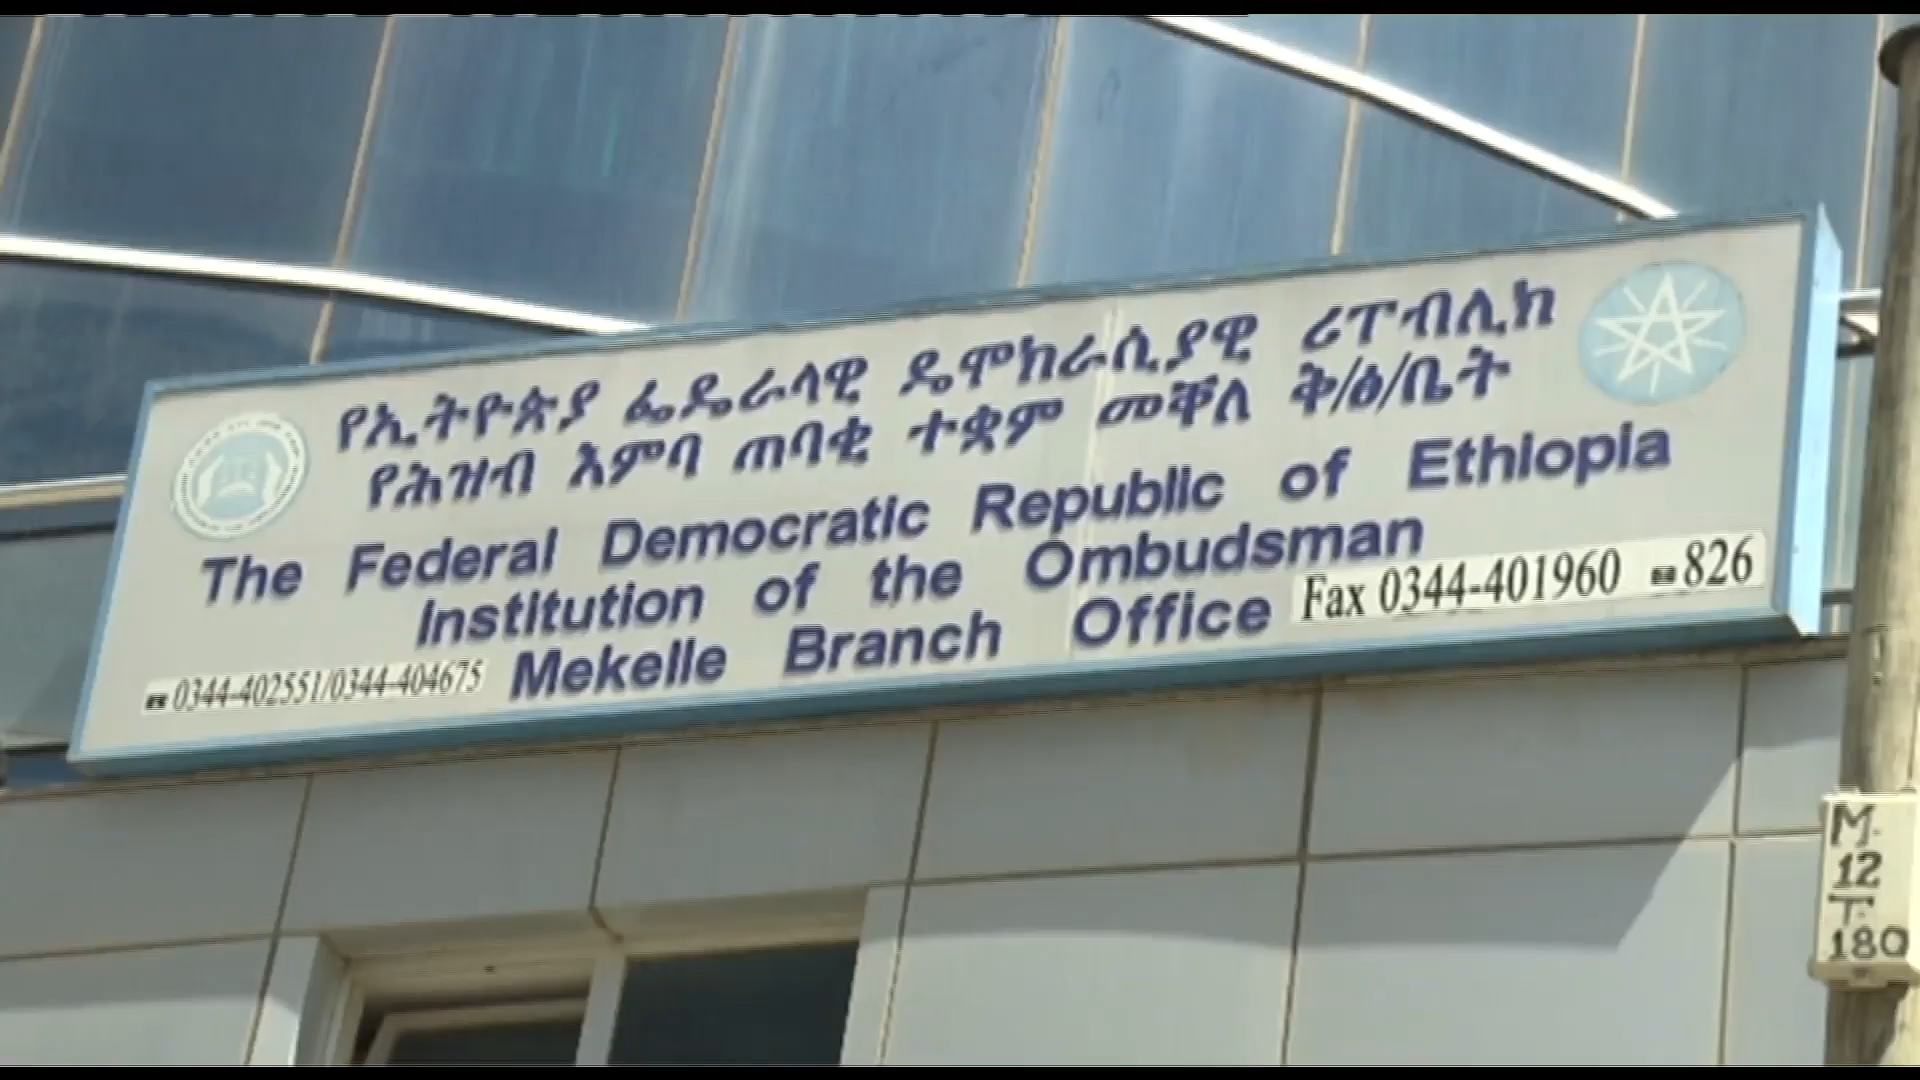 የኢትዮጵያ ፌዴራላዊ ዴሞክራሲያዊ ሪፐብሊክ
የሕዝብ እምባ ጠባቂ ተቋም መቐለ ቅ/ፅ/ቤት
The Federal Democratic Republic of Ethiopia
Institution of the Ombudsman
Mekelle Branch Office
Fax 0344-401960 826
0344-402551/0344-404675
M.
12
T.
180